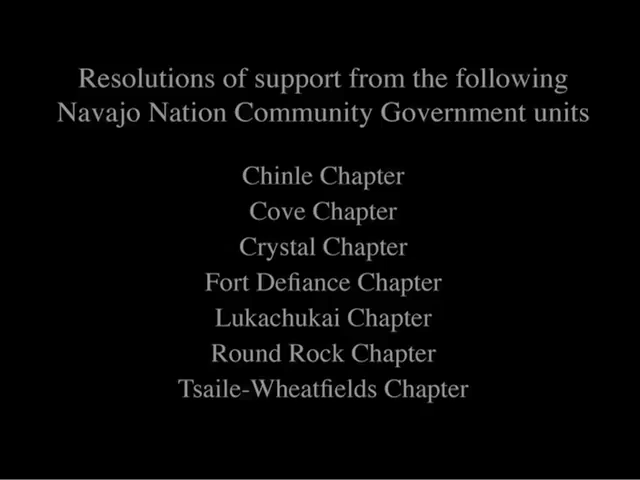 Resolutions of support from the following
Navajo Nation Community Government units
Chinle Chapter
Cove Chapter
Crystal Chapter
Fort Defiance Chapter
Lukachukai Chapter
Round Rock Chapter
Tsaile-Wheatfields Chapter